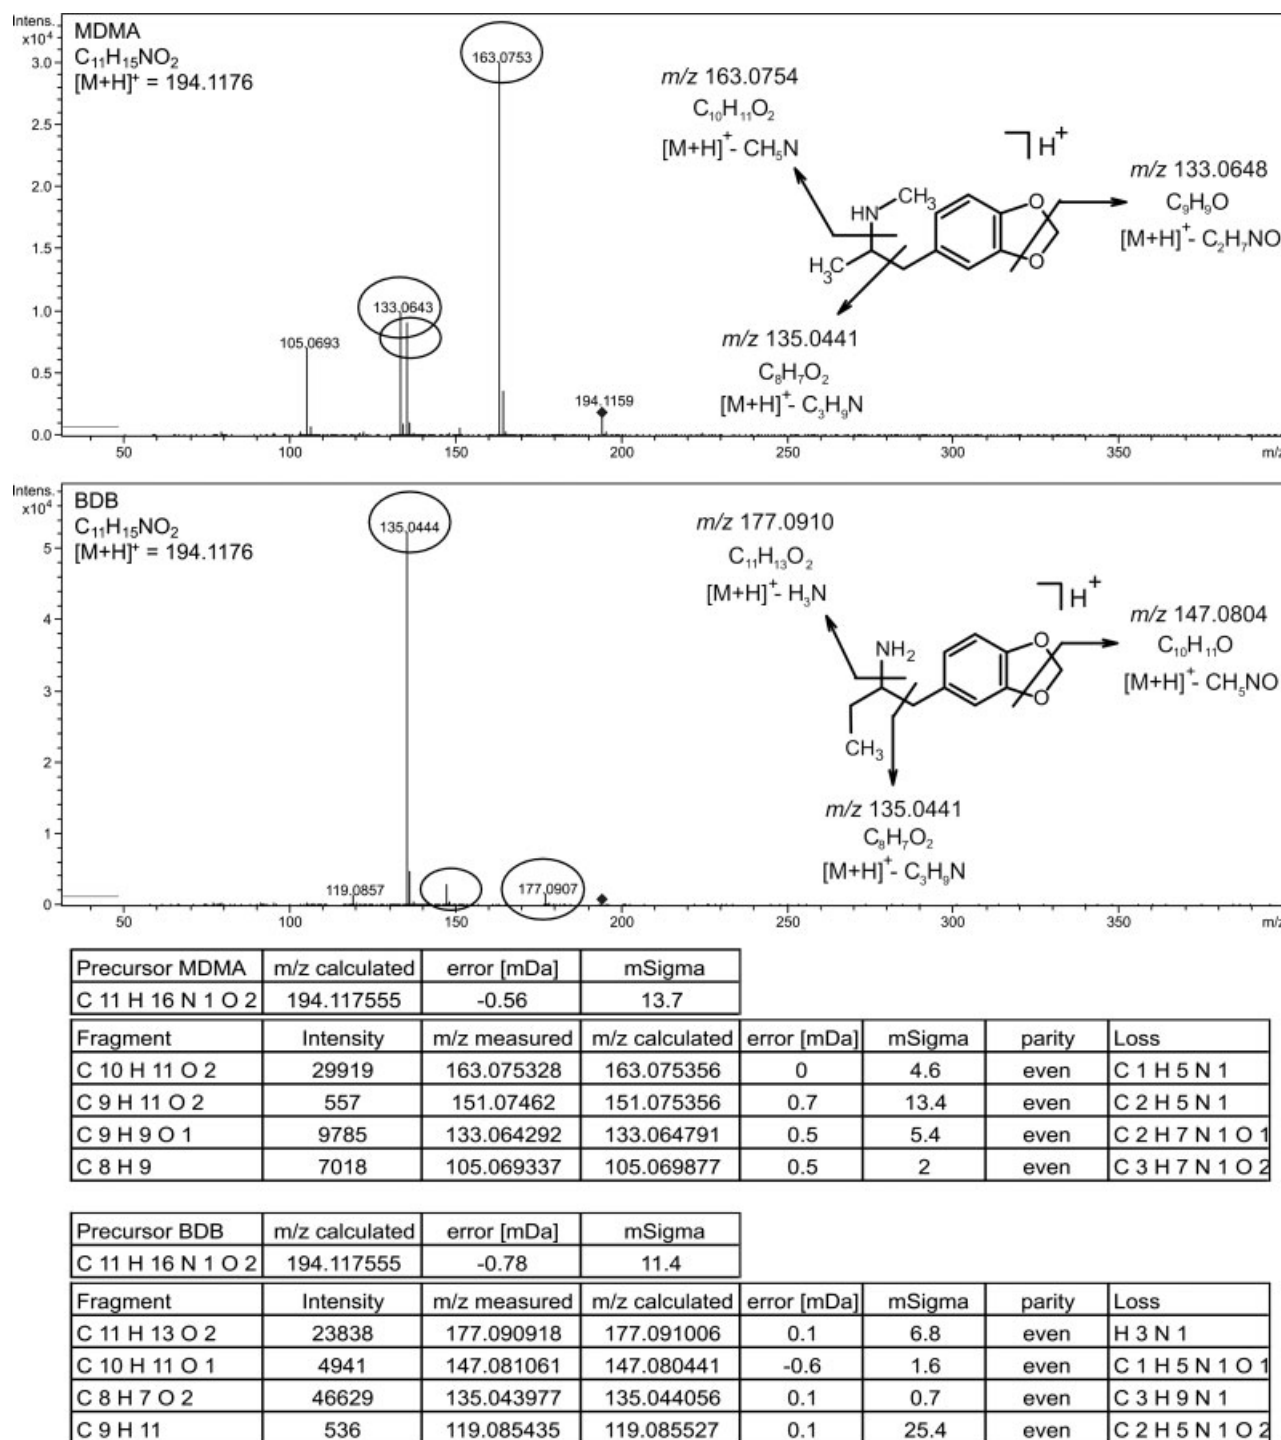 Intens.
x10⁴
MDMA
C₁₁H₁₅NO₂
[M+H]⁺ = 194.1176
3.0
2.5
2.0
1.5
1.0
0.5
0.0
163.0753
133.0643
105.0693
194.1159
m/z 163.0754
C₁₀H₁₁O₂
[M+H]⁺- CH₅N
H⁺
HN
CH₃
H₃C
O
O
m/z 133.0648
C₉H₉O
[M+H]⁺- C₂H₇NO
m/z 135.0441
C₈H₇O₂
[M+H]⁺- C₃H₉N
50 100 150 200 250 300 350 m/z
Intens.
x10⁴
BDB
C₁₁H₁₅NO₂
[M+H]⁺ = 194.1176
5
4
3
2
1
0
135.0444
119.0857
177.0907
m/z 177.0910
C₁₁H₁₃O₂
[M+H]⁺- H₃N
H⁺
NH₂
CH₃
O
O
m/z 147.0804
C₁₀H₁₁O
[M+H]⁺- CH₅NO
m/z 135.0441
C₈H₇O₂
[M+H]⁺- C₃H₉N
50 100 150 200 250 300 350 m/z
Precursor MDMA m/z calculated error [mDa] mSigma
C 11 H 16 N 1 O 2 194.117555 -0.56 13.7
Fragment Intensity m/z measured m/z calculated error [mDa] mSigma parity Loss
C 10 H 11 O 2 29919 163.075328 163.075356 0 4.6 even C 1 H 5 N 1
C 9 H 11 O 2 557 151.07462 151.075356 0.7 13.4 even C 2 H 5 N 1
C 9 H 9 O 1 9785 133.064292 133.064791 0.5 5.4 even C 2 H 7 N 1 O 1
C 8 H 9 7018 105.069337 105.069877 0.5 2 even C 3 H 7 N 1 O 2
Precursor BDB m/z calculated error [mDa] mSigma
C 11 H 16 N 1 O 2 194.117555 -0.78 11.4
Fragment Intensity m/z measured m/z calculated error [mDa] mSigma parity Loss
C 11 H 13 O 2 23838 177.090918 177.091006 0.1 6.8 even H 3 N 1
C 10 H 11 O 1 4941 147.081061 147.080441 -0.6 1.6 even C 1 H 5 N 1 O 1
C 8 H 7 O 2 46629 135.043977 135.044056 0.1 0.7 even C 3 H 9 N 1
C 9 H 11 536 119.085435 119.085527 0.1 25.4 even C 2 H 5 N 1 O 2